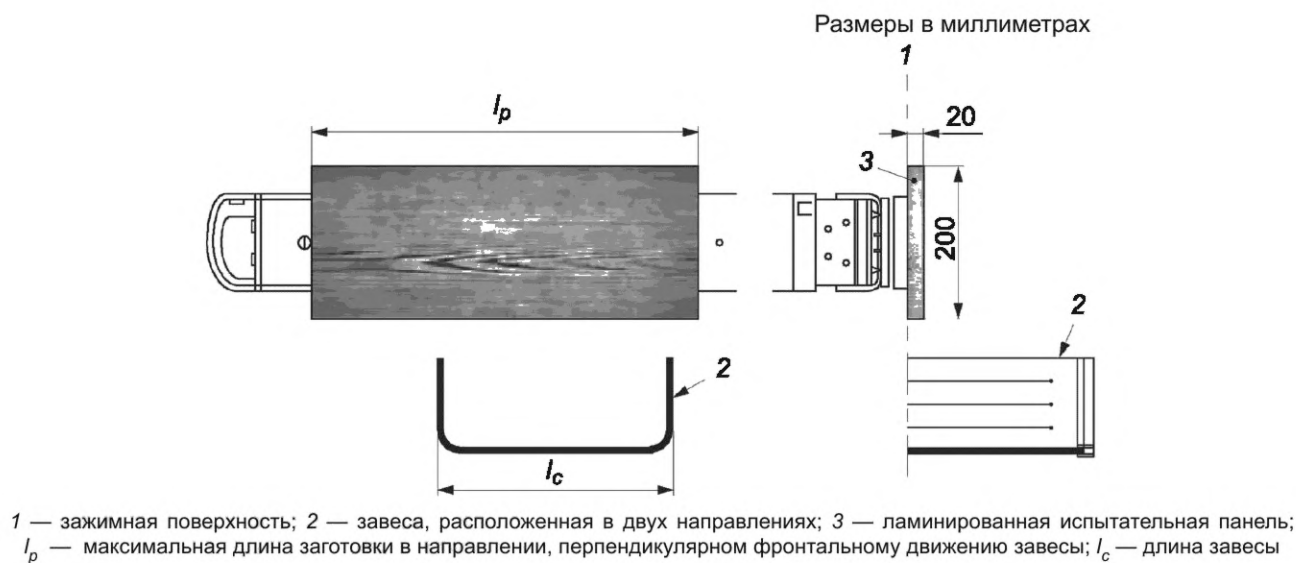 Размеры в миллиметрах
1
l_p
20
3
200
2
2
l_c
1 — зажимная поверхность; 2 — завеса, расположенная в двух направлениях; 3 — ламинированная испытательная панель;
l_p — максимальная длина заготовки в направлении, перпендикулярном фронтальному движению завесы; l_c — длина завесы